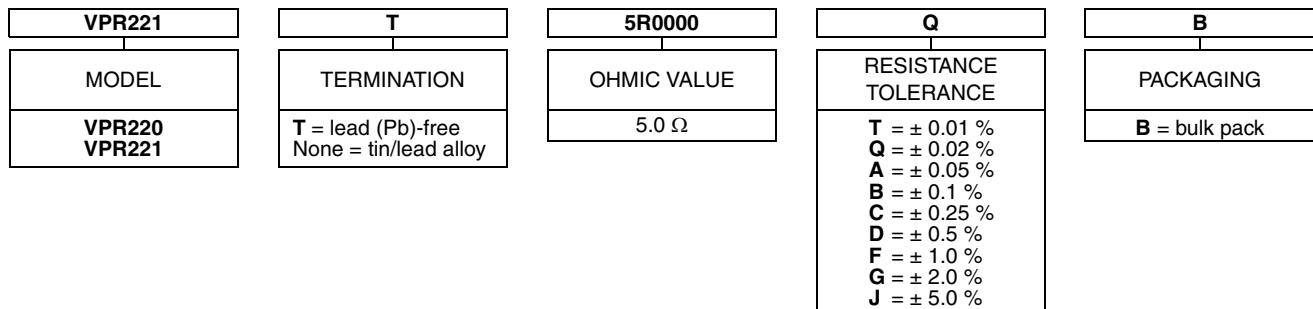 VPR221
T
5R0000
Q
B
MODEL
TERMINATION
OHMIC VALUE
RESISTANCE
TOLERANCE
PACKAGING
VPR220
VPR221
T = lead (Pb)-free
None = tin/lead alloy
5.0 Ω
T = ± 0.01 %
Q = ± 0.02 %
A = ± 0.05 %
B = ± 0.1 %
C = ± 0.25 %
D = ± 0.5 %
F = ± 1.0 %
G = ± 2.0 %
J = ± 5.0 %
B = bulk pack